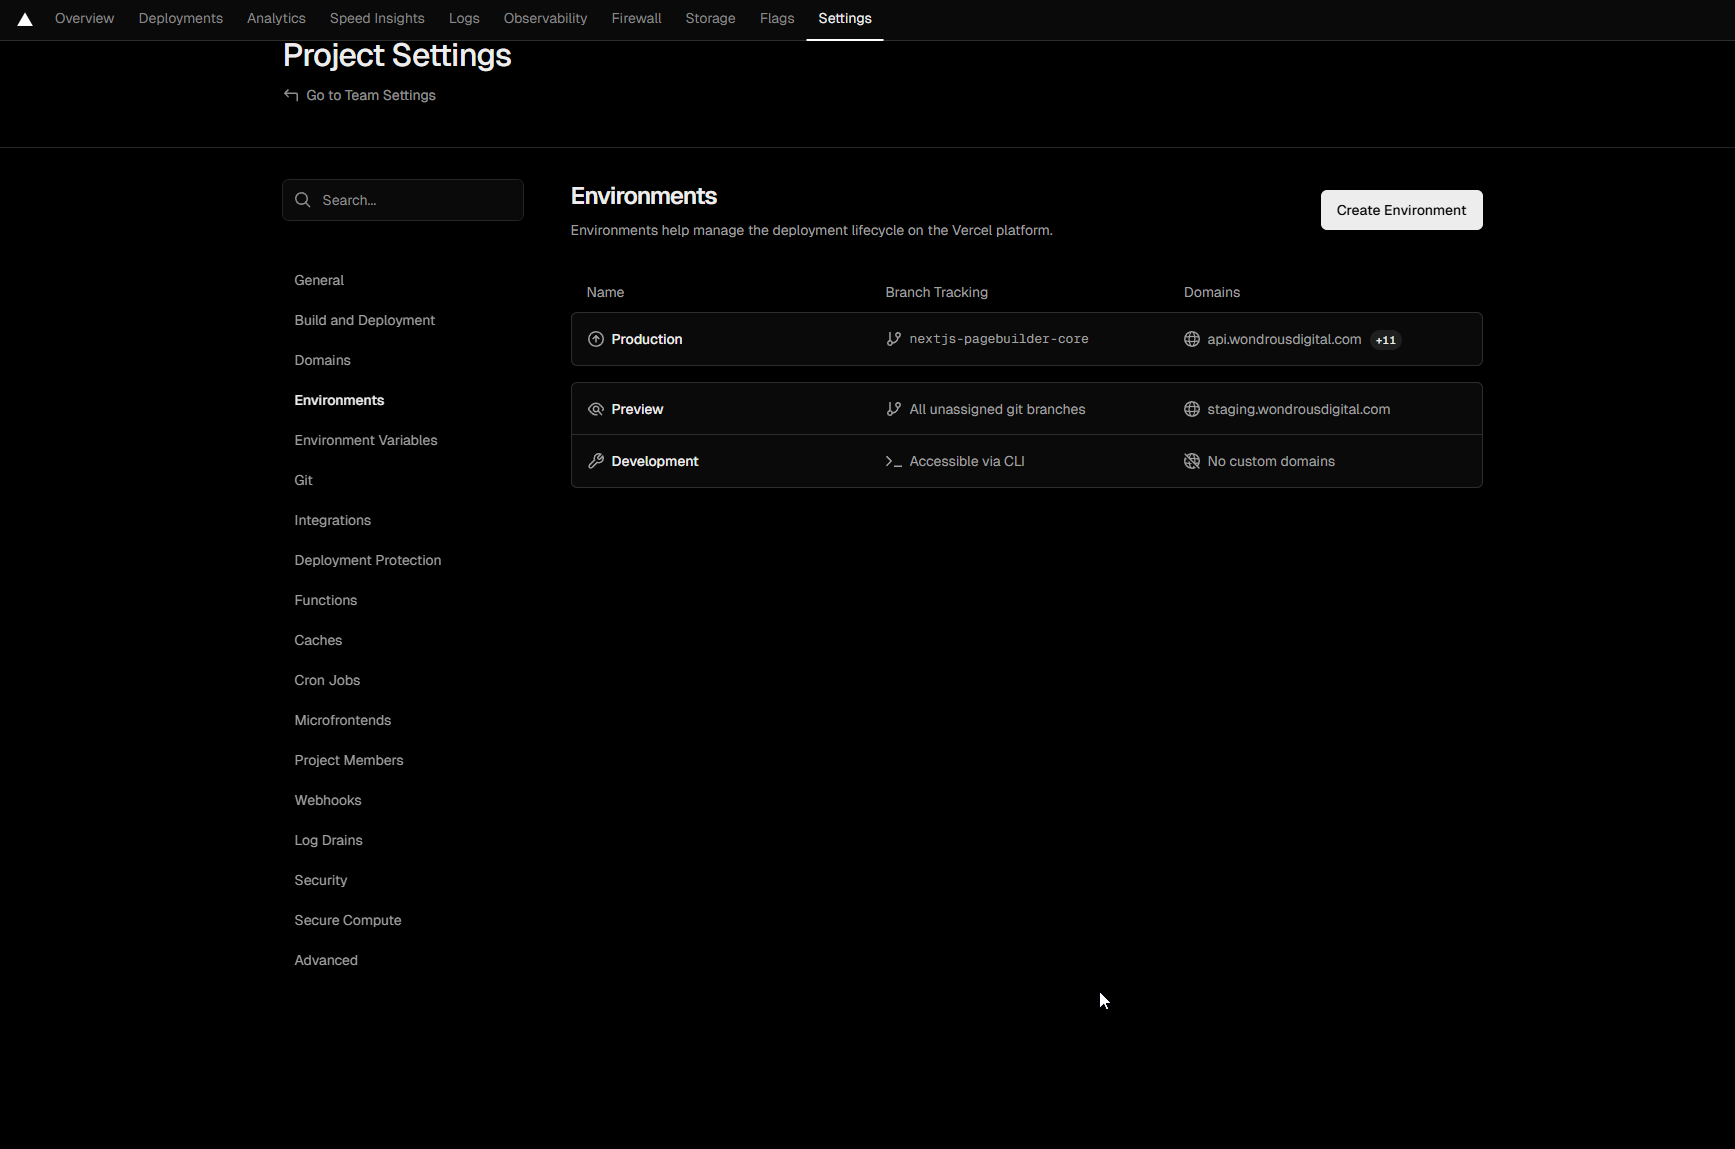 Overview Deployments Analytics Speed Insights Logs Observability Firewall Storage Flags Settings
Project Settings
Go to Team Settings
Search...
General
Build and Deployment
Domains
Environments
Environment Variables
Git
Integrations
Deployment Protection
Functions
Caches
Cron Jobs
Microfrontends
Project Members
Webhooks
Log Drains
Security
Secure Compute
Advanced
Environments
Environments help manage the deployment lifecycle on the Vercel platform.
Create Environment
Name Branch Tracking Domains
Production nextjs-pagebuilder-core api.wondrousdigital.com +11
Preview All unassigned git branches staging.wondrousdigital.com
Development Accessible via CLI No custom domains